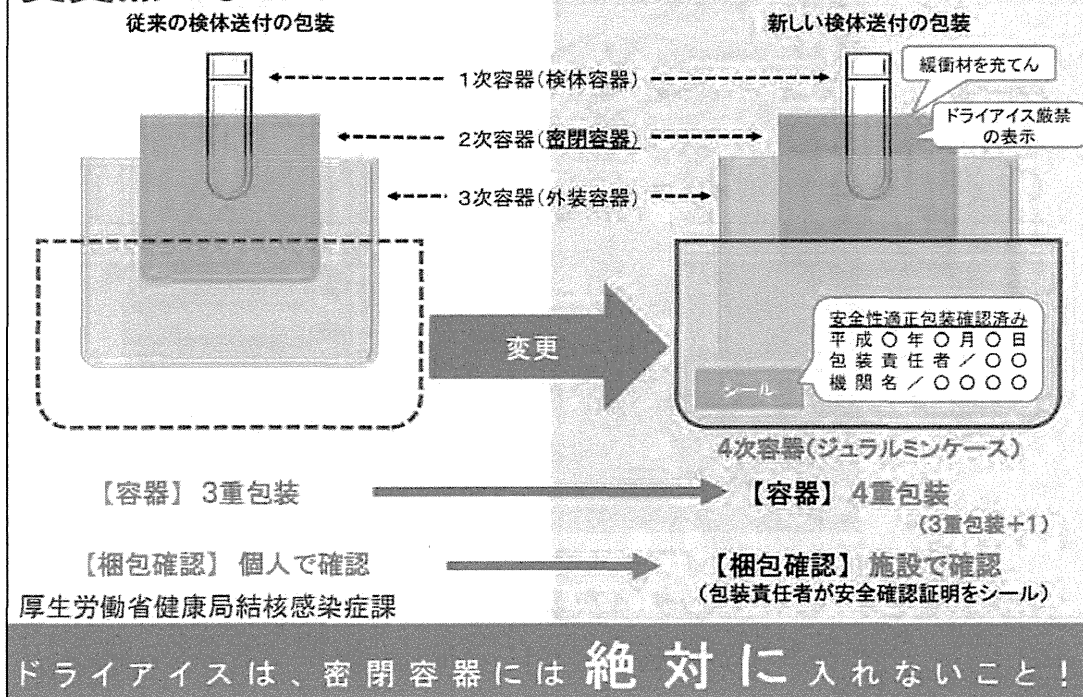 従来の検体送付の包装
新しい検体送付の包装
緩衝材を充てん
1次容器(検体容器)
ドライアイス厳禁
の表示
2次容器(密閉容器)
3次容器(外装容器)
変更
安全性適正包装確認済み
平成○年○月○日
包装責任者/○○
機関名/○○○○
シール
4次容器(ジュラルミンケース)
【容器】 3重包装
【容器】 4重包装
(3重包装+1)
【梱包確認】 個人で確認
【梱包確認】 施設で確認
(包装責任者が安全確認証明をシール)
厚生労働省健康局結核感染症課
ドライアイスは、密閉容器には絶対に入れないこと!